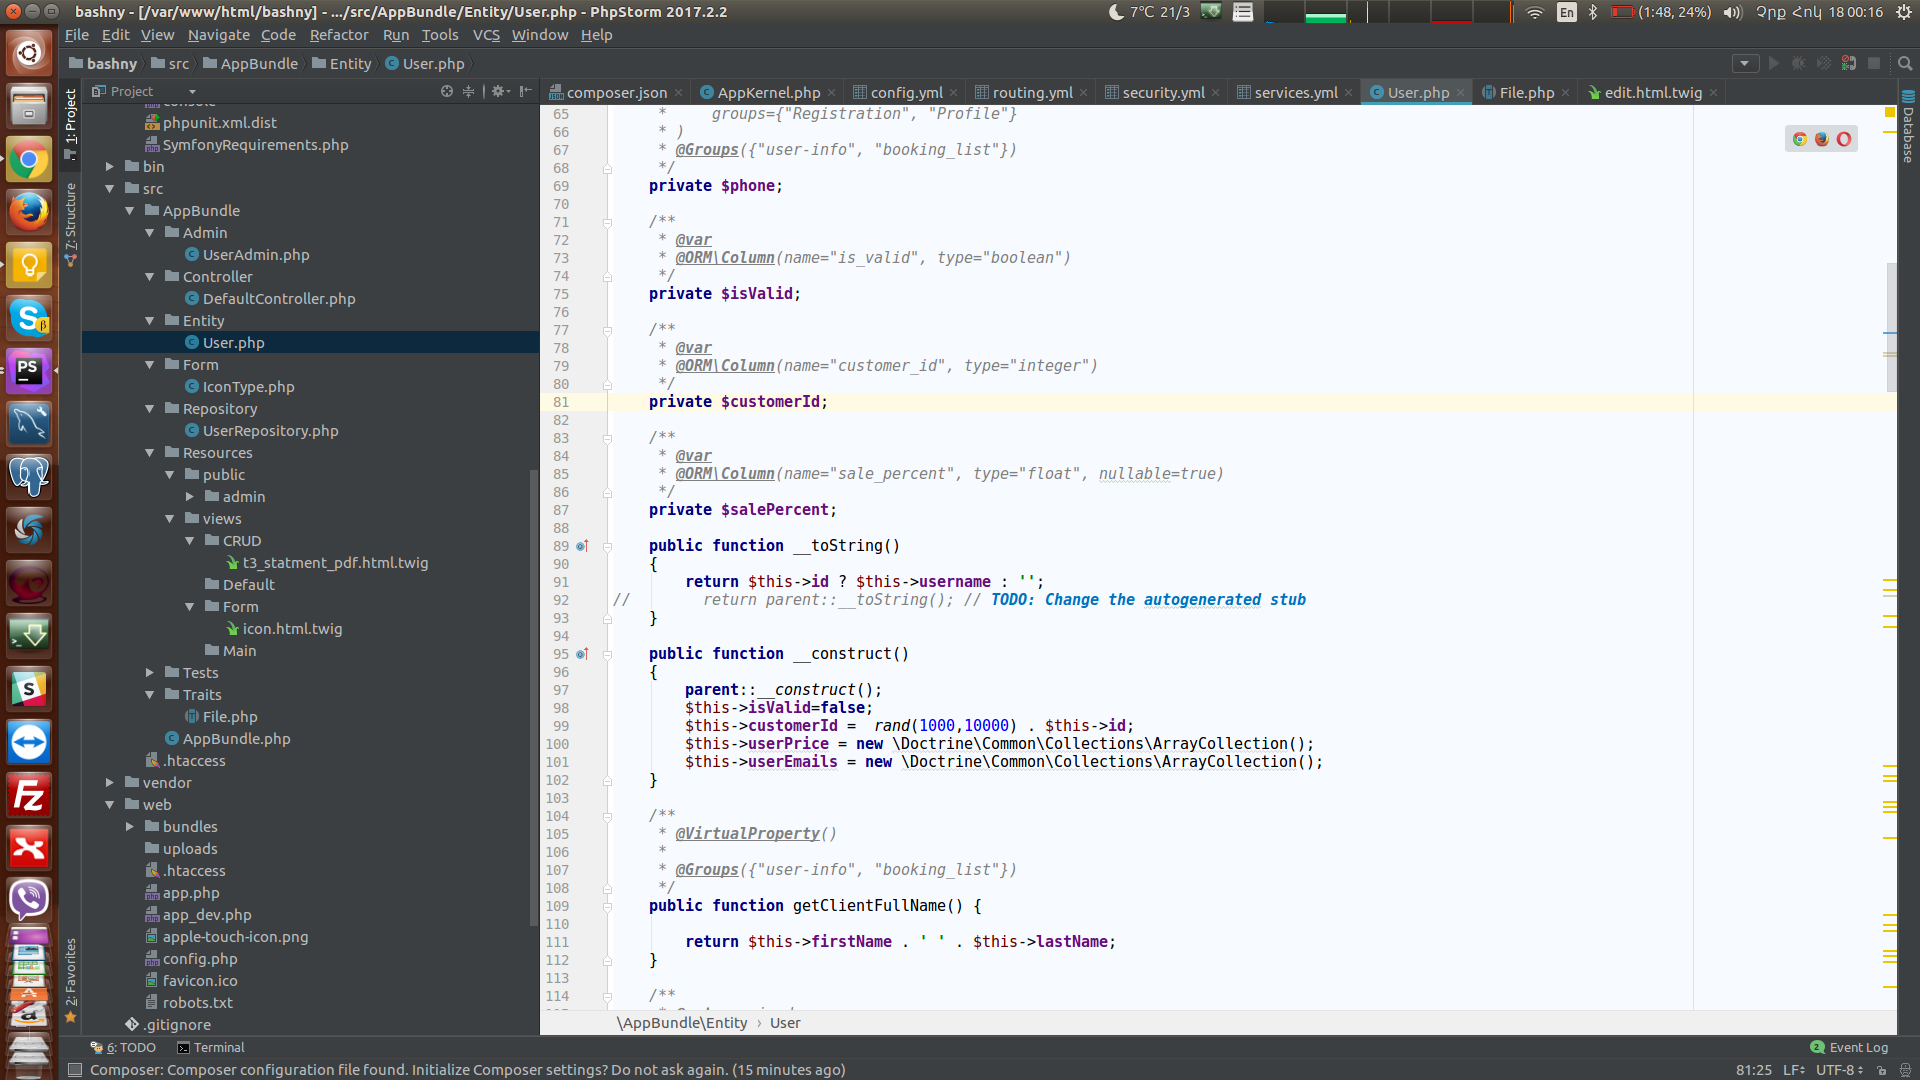 bashny - [/var/www/html/bashny] - .../src/AppBundle/Entity/User.php - PhpStorm 2017.2.2
7°C 21/3
En
(1:48, 24%)
Չրք Հոկ 18 00:16
File Edit View Navigate Code Refactor Run Tools VCS Window Help
bashny src AppBundle Entity User.php
Project
composer.json AppKernel.php config.yml routing.yml security.yml services.yml User.php File.php edit.html.twig
1: Project
7: Structure
2: Favorites
Database
console
phpunit.xml.dist
SymfonyRequirements.php
bin
src
AppBundle
Admin
UserAdmin.php
Controller
DefaultController.php
Entity
User.php
Form
IconType.php
Repository
UserRepository.php
Resources
public
admin
views
CRUD
t3_statment_pdf.html.twig
Default
Form
icon.html.twig
Main
Tests
Traits
File.php
AppBundle.php
.htaccess
vendor
web
bundles
uploads
.htaccess
app.php
app_dev.php
apple-touch-icon.png
config.php
favicon.ico
robots.txt
.gitignore
65 * groups={"Registration", "Profile"}
66 * )
67 * @Groups({"user-info", "booking_list"})
68 */
69 private $phone;
70
71 /**
72 * @var
73 * @ORM\Column(name="is_valid", type="boolean")
74 */
75 private $isValid;
76
77 /**
78 * @var
79 * @ORM\Column(name="customer_id", type="integer")
80 */
81 private $customerId;
82
83 /**
84 * @var
85 * @ORM\Column(name="sale_percent", type="float", nullable=true)
86 */
87 private $salePercent;
88
89 public function __toString()
90 {
91 return $this->id ? $this->username : '';
92 // return parent::__toString(); // TODO: Change the autogenerated stub
93 }
94
95 public function __construct()
96 {
97 parent::__construct();
98 $this->isValid=false;
99 $this->customerId = rand(1000,10000) . $this->id;
100 $this->userPrice = new \Doctrine\Common\Collections\ArrayCollection();
101 $this->userEmails = new \Doctrine\Common\Collections\ArrayCollection();
102 }
103
104 /**
105 * @VirtualProperty()
106 *
107 * @Groups({"user-info", "booking_list"})
108 */
109 public function getClientFullName() {
110
111 return $this->firstName . ' ' . $this->lastName;
112 }
113
114 /**
\AppBundle\Entity › User
6: TODO Terminal
2 Event Log
Composer: Composer configuration file found. Initialize Composer settings? Do not ask again. (15 minutes ago)
81:25 LF UTF-8